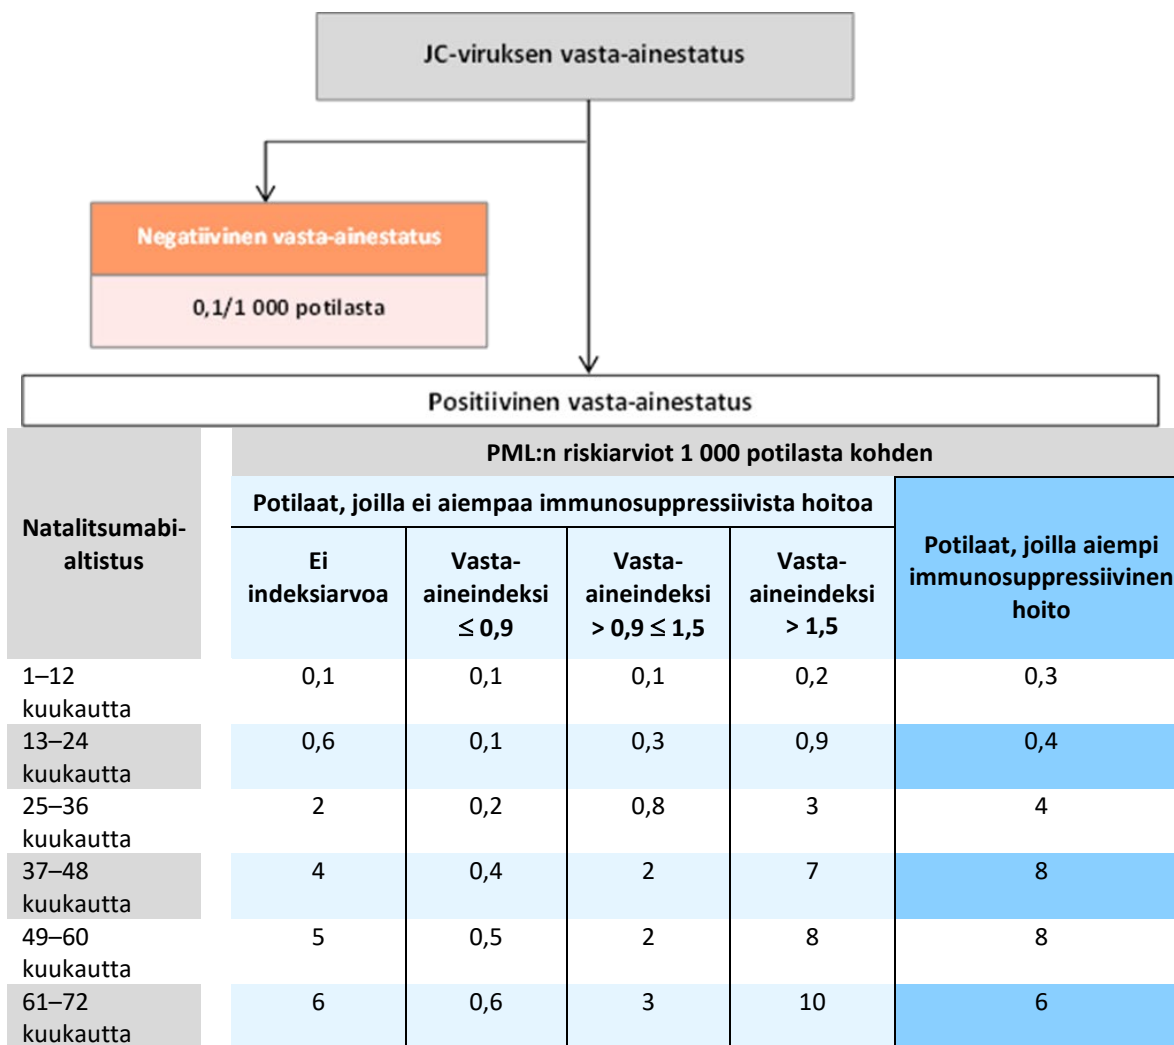 JC-viruksen vasta-ainestatus
Negatiivinen vasta-ainestatus
0,1/1 000 potilasta
Positiivinen vasta-ainestatus
Natalitsumabi-
altistus
PML:n riskiarviot 1 000 potilasta kohden
Potilaat, joilla ei aiempaa immunosuppressiivista hoitoa
Potilaat, joilla aiempi
immunosuppressiivinen
hoito
Ei
indeksiarvoa
Vasta-
aineindeksi
≤ 0,9
Vasta-
aineindeksi
> 0,9 ≤ 1,5
Vasta-
aineindeksi
> 1,5
1–12
kuukautta
0,1 0,1 0,1 0,2 0,3
13–24
kuukautta
0,6 0,1 0,3 0,9 0,4
25–36
kuukautta
2 0,2 0,8 3 4
37–48
kuukautta
4 0,4 2 7 8
49–60
kuukautta
5 0,5 2 8 8
61–72
kuukautta
6 0,6 3 10 6